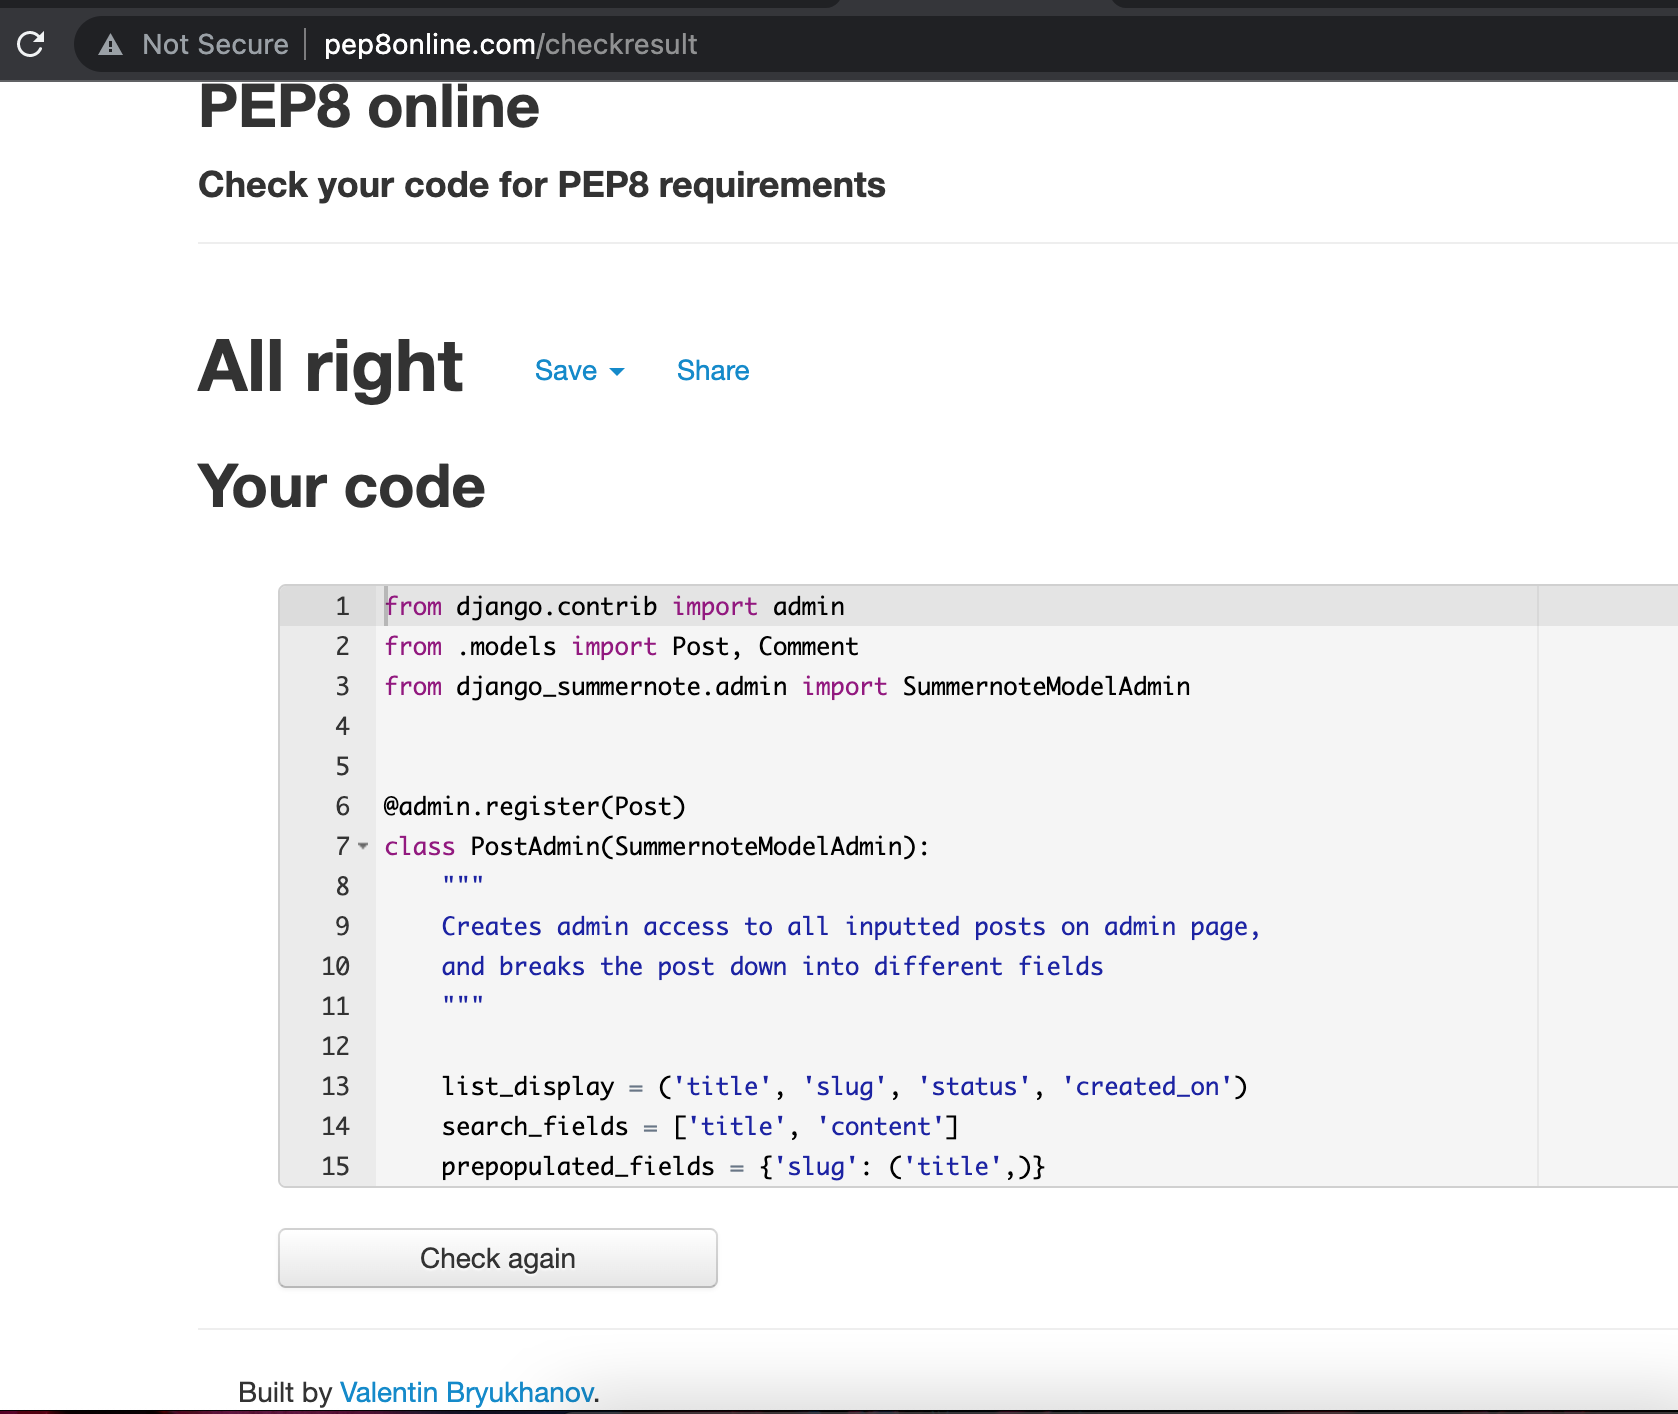 Not Secure | pep8online.com/checkresult
PEP8 online
Check your code for PEP8 requirements
All right Save Share
Your code
1 from django.contrib import admin
2 from .models import Post, Comment
3 from django_summernote.admin import SummernoteModelAdmin
4
5
6 @admin.register(Post)
7 class PostAdmin(SummernoteModelAdmin):
8     """
9     Creates admin access to all inputted posts on admin page,
10     and breaks the post down into different fields
11     """
12
13     list_display = ('title', 'slug', 'status', 'created_on')
14     search_fields = ['title', 'content']
15     prepopulated_fields = {'slug': ('title',)}
Check again
Built by Valentin Bryukhanov.